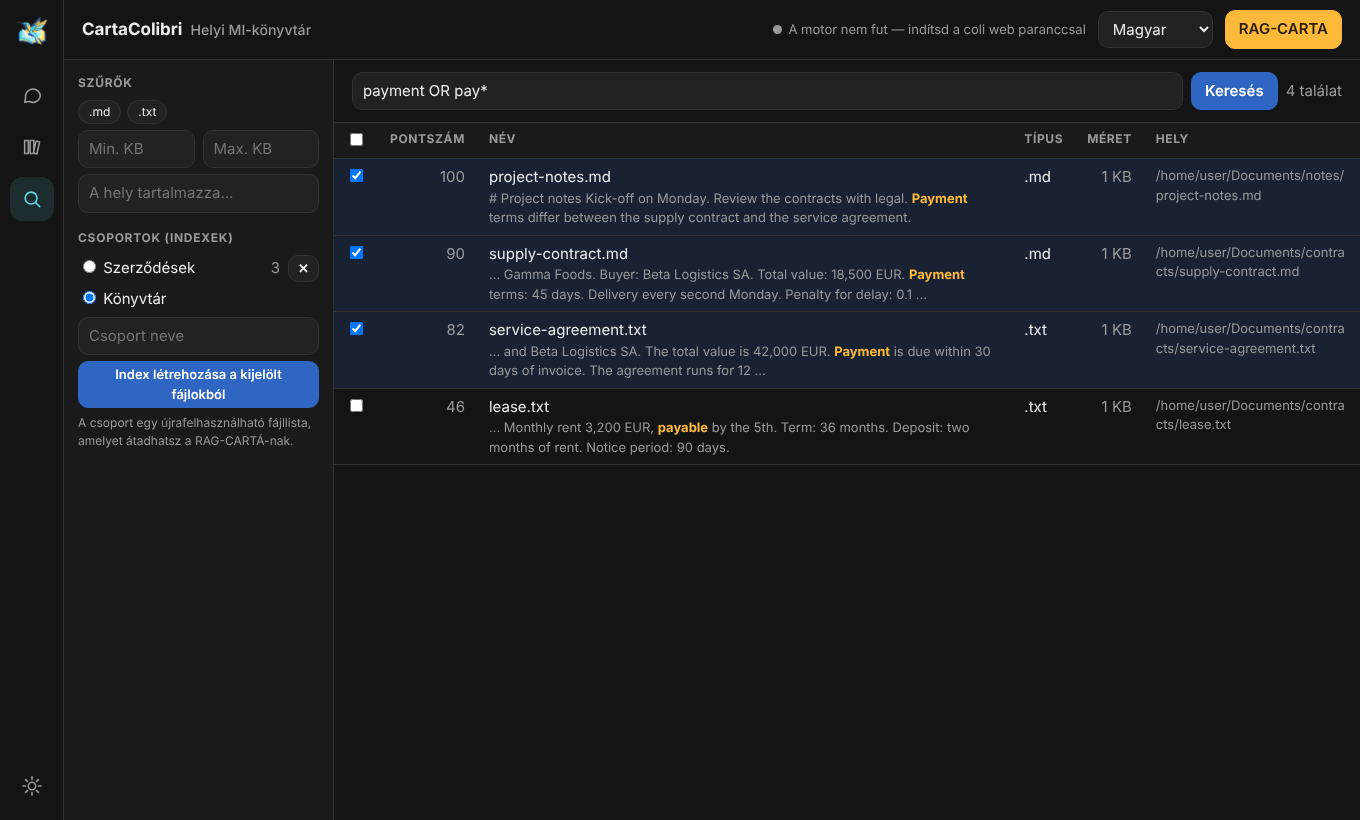 CartaColibri Helyi MI-könyvtár
A motor nem fut — indítsd a coli web paranccsal
Magyar
RAG-CARTA
SZŰRŐK
.md .txt
Min. KB Max. KB
A hely tartalmazza...
CSOPORTOK (INDEXEK)
Szerződések 3 ×
Könyvtár
Csoport neve
Index létrehozása a kijelölt
fájlokból
A csoport egy újrafelhasználható fájllista,
amelyet átadhatsz a RAG-CARTÁ-nak.
payment OR pay*
Keresés
4 találat
PONTSZÁM NÉV TÍPUS MÉRET HELY
100 project-notes.md .md 1 KB /home/user/Documents/notes/
project-notes.md
# Project notes Kick-off on Monday. Review the contracts with legal. Payment
terms differ between the supply contract and the service agreement.
90 supply-contract.md .md 1 KB /home/user/Documents/contra
cts/supply-contract.md
... Gamma Foods. Buyer: Beta Logistics SA. Total value: 18,500 EUR. Payment
terms: 45 days. Delivery every second Monday. Penalty for delay: 0.1 ...
82 service-agreement.txt .txt 1 KB /home/user/Documents/contra
cts/service-agreement.txt
... and Beta Logistics SA. The total value is 42,000 EUR. Payment is due within 30
days of invoice. The agreement runs for 12 ...
46 lease.txt .txt 1 KB /home/user/Documents/contra
cts/lease.txt
... Monthly rent 3,200 EUR, payable by the 5th. Term: 36 months. Deposit: two
months of rent. Notice period: 90 days.